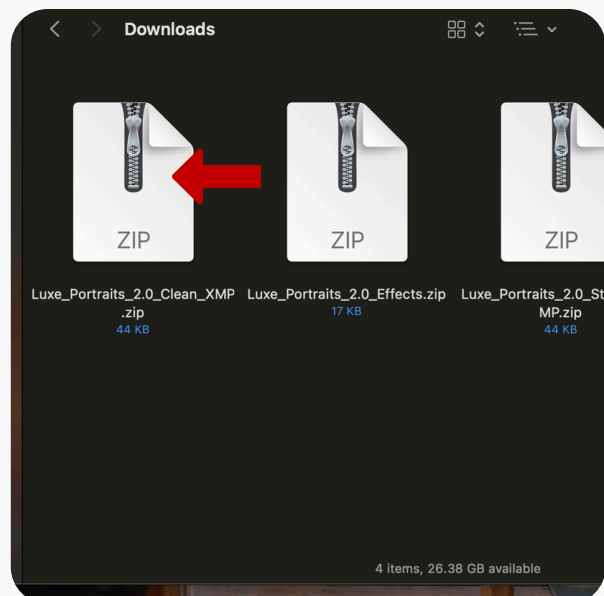 Downloads
ZIP
ZIP
ZIP
Luxe_Portraits_2.0_Clean_XMP
.zip
44 KB
Luxe_Portraits_2.0_Effects.zip
17 KB
Luxe_Portraits_2.0_St
MP.zip
44 KB
4 items, 26.38 GB available